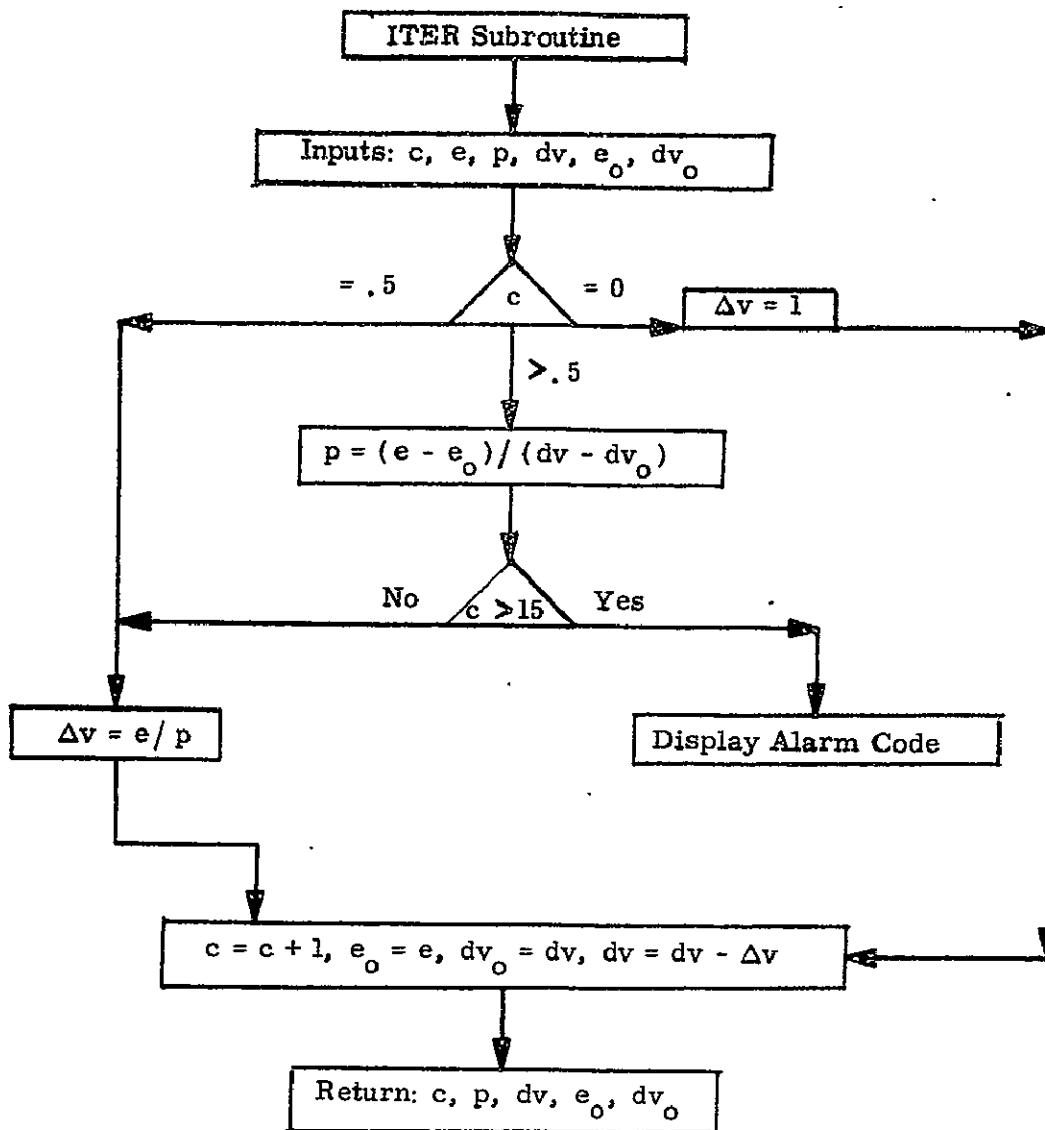 ITER Subroutine
Inputs: c, e, p, dv, e_o, dv_o
= .5
c
= 0
Δv = 1
>.5
p = (e - e_o)/ (dv - dv_o)
No
c >15
Yes
Δv = e/ p
Display Alarm Code
c = c + 1, e_o = e, dv_o = dv, dv = dv - Δv
Return: c, p, dv, e_o, dv_o